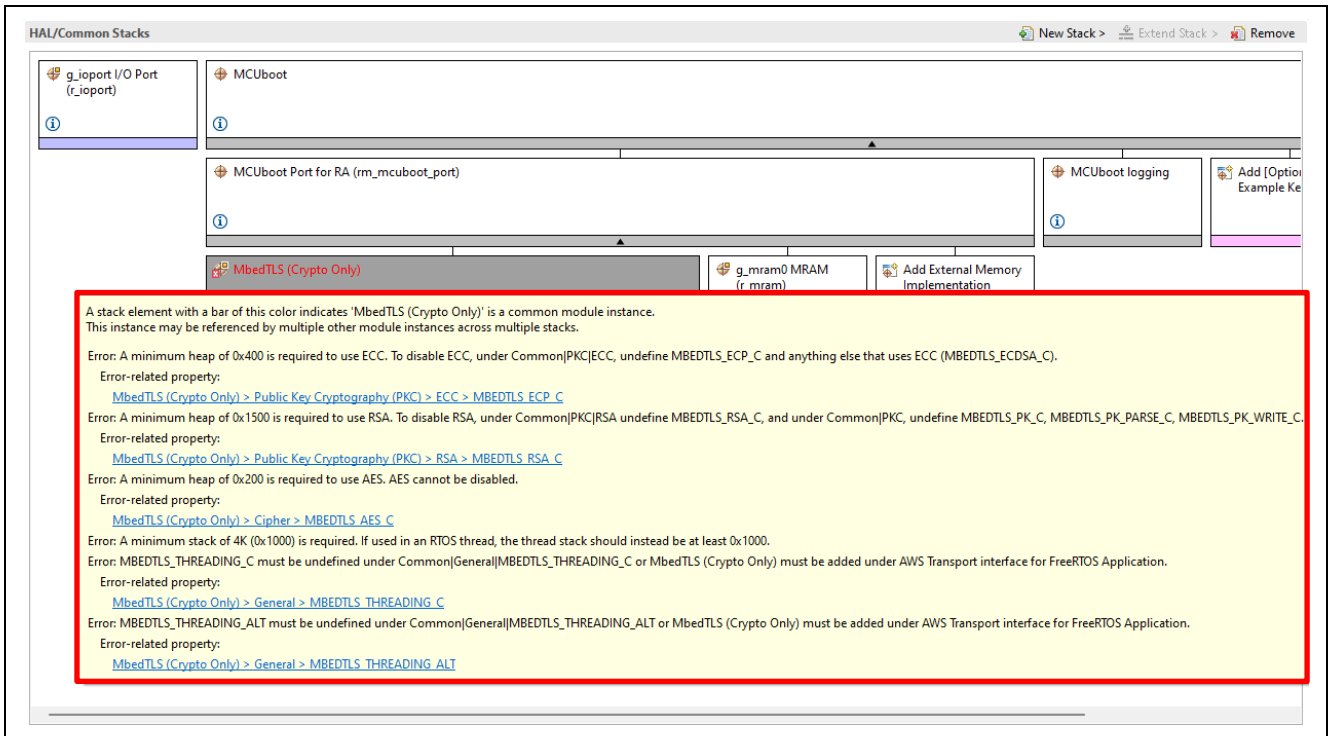 HAL/Common Stacks
New Stack > Extend Stack > Remove
g_ioport I/O Port
(r_ioport)
MCUboot
MCUboot Port for RA (rm_mcuboot_port)
MCUboot logging
Add [Option
Example Ke
MbedTLS (Crypto Only)
g_mram0 MRAM
(r_mram)
Add External Memory
Implementation
A stack element with a bar of this color indicates 'MbedTLS (Crypto Only)' is a common module instance.
This instance may be referenced by multiple other module instances across multiple stacks.
Error: A minimum heap of 0x400 is required to use ECC. To disable ECC, under Common|PKC|ECC, undefine MBEDTLS_ECP_C and anything else that uses ECC (MBEDTLS_ECDSA_C).
Error-related property:
MbedTLS (Crypto Only) > Public Key Cryptography (PKC) > ECC > MBEDTLS_ECP_C
Error: A minimum heap of 0x1500 is required to use RSA. To disable RSA, under Common|PKC|RSA undefine MBEDTLS_RSA_C, and under Common|PKC, undefine MBEDTLS_PK_C, MBEDTLS_PK_PARSE_C, MBEDTLS_PK_WRITE_C.
Error-related property:
MbedTLS (Crypto Only) > Public Key Cryptography (PKC) > RSA > MBEDTLS_RSA_C
Error: A minimum heap of 0x200 is required to use AES. AES cannot be disabled.
Error-related property:
MbedTLS (Crypto Only) > Cipher > MBEDTLS_AES_C
Error: A minimum stack of 4K (0x1000) is required. If used in an RTOS thread, the thread stack should instead be at least 0x1000.
Error: MBEDTLS_THREADING_C must be undefined under Common|General|MBEDTLS_THREADING_C or MbedTLS (Crypto Only) must be added under AWS Transport interface for FreeRTOS Application.
Error-related property:
MbedTLS (Crypto Only) > General > MBEDTLS_THREADING_C
Error: MBEDTLS_THREADING_ALT must be undefined under Common|General|MBEDTLS_THREADING_ALT or MbedTLS (Crypto Only) must be added under AWS Transport interface for FreeRTOS Application.
Error-related property:
MbedTLS (Crypto Only) > General > MBEDTLS_THREADING_ALT